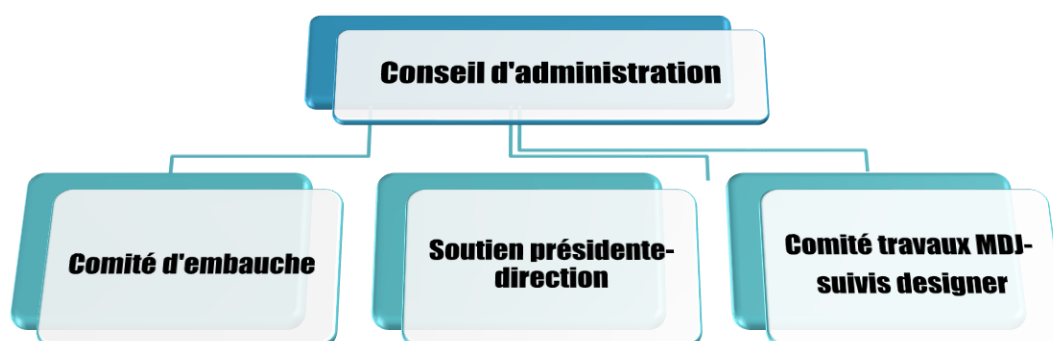 Conseil d'administration
Comité d'embauche
Soutien présidente-
direction
Comité travaux MDJ-
suivis designer